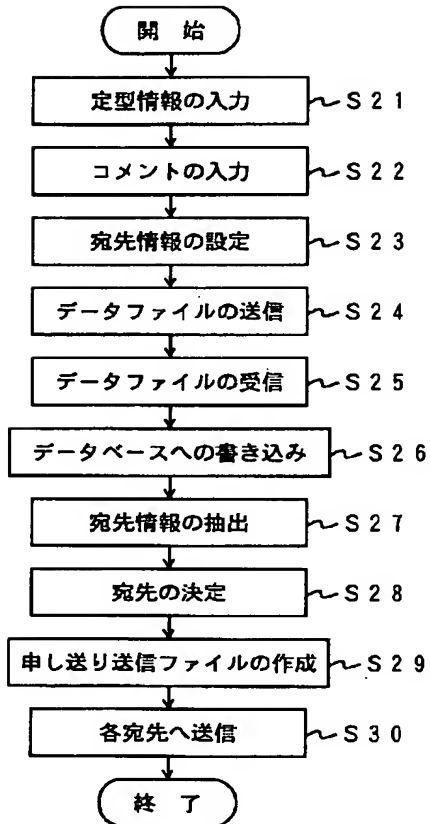 開 始
定型情報の入力 S21
コメントの入力 S22
宛先情報の設定 S23
データファイルの送信 S24
データファイルの受信 S25
データベースへの書き込み S26
宛先情報の抽出 S27
宛先の決定 S28
申し送り送信ファイルの作成 S29
各宛先へ送信 S30
終 了